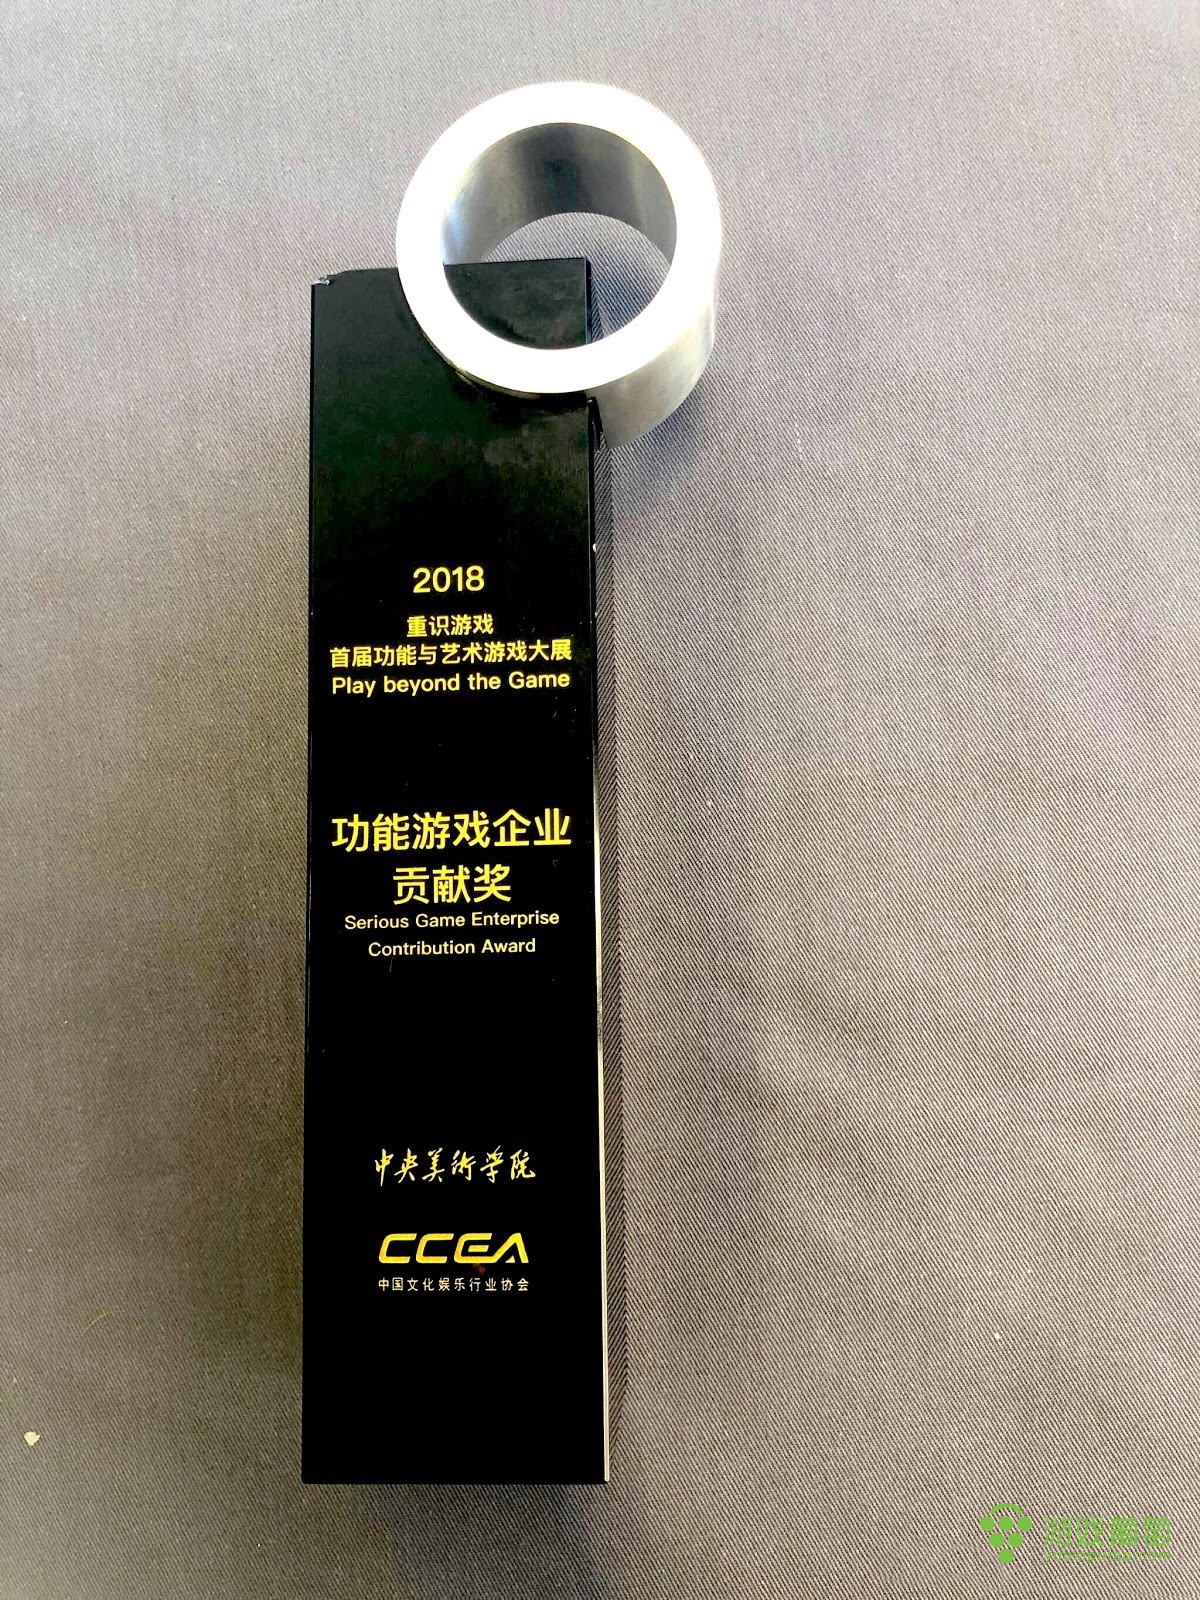 2018
重识游戏
首届功能与艺术游戏大展
Play beyond the Game
功能游戏企业
贡献奖
Serious Game Enterprise
Contribution Award
中央美術学院
CCEA
中国文化娱乐行业协会